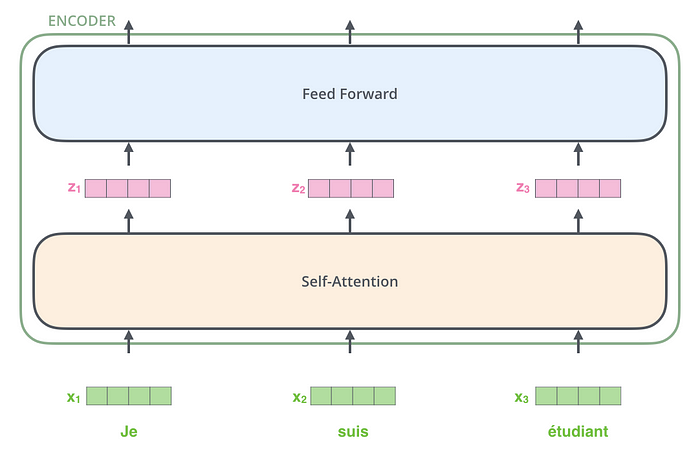 ENCODER
Feed Forward
z1 z2 z3
Self-Attention
x1 x2 x3
Je suis étudiant